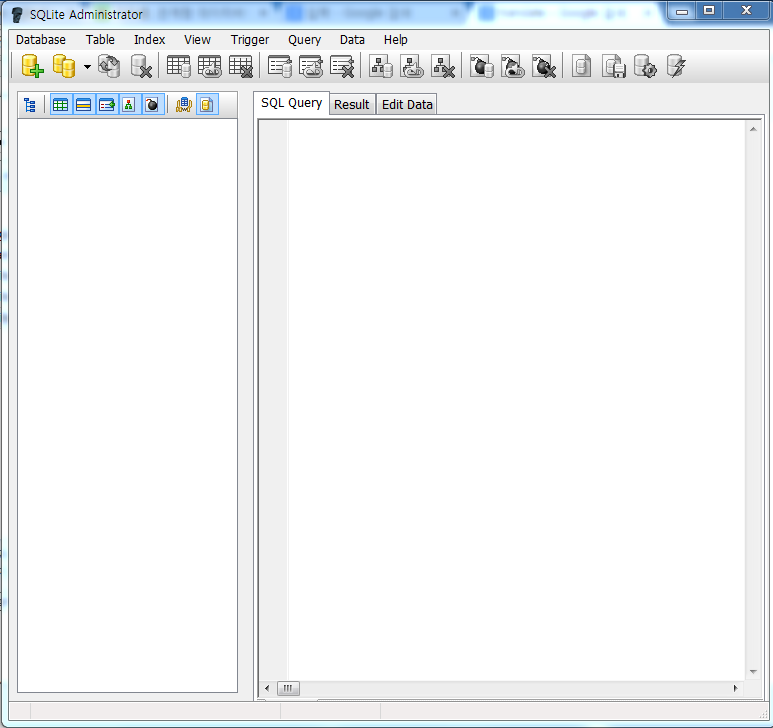 SQLite Administrator
Database Table Index View Trigger Query Data Help
SQL Query Result Edit Data